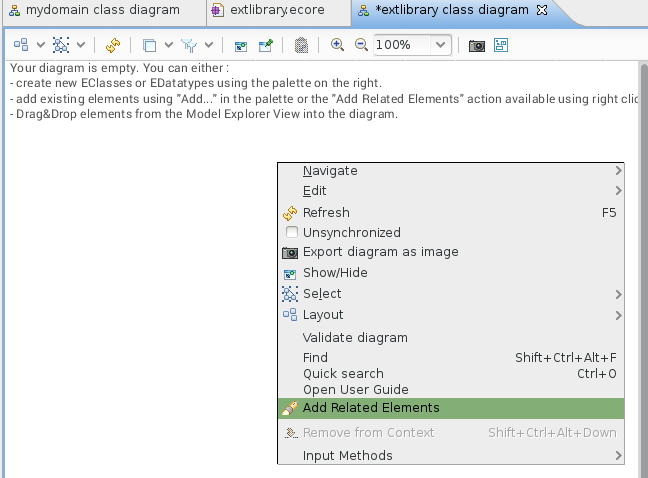 mydomain class diagram extlibrary.ecore *extlibrary class diagram
100%
Your diagram is empty. You can either :
- create new EClasses or EDatatypes using the palette on the right.
- add existing elements using "Add..." in the palette or the "Add Related Elements" action available using right clic
- Drag&Drop elements from the Model Explorer View into the diagram.
Navigate
Edit
Refresh F5
Unsynchronized
Export diagram as image
Show/Hide
Select
Layout
Validate diagram
Find Shift+Ctrl+Alt+F
Quick search Ctrl+O
Open User Guide
Add Related Elements
Remove from Context Shift+Ctrl+Alt+Down
Input Methods